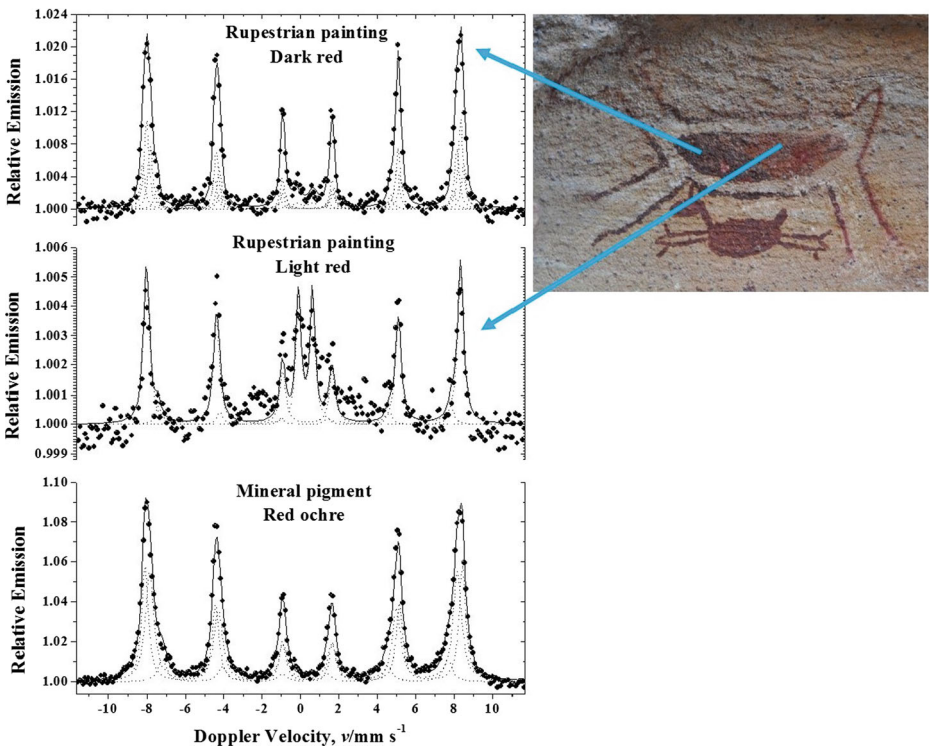 Rupestrian painting
Dark red
Relative Emission
1.020
1.016
1.012
1.008
1.004
1.000
Rupestrian painting
Light red
Relative Emission
1.006
1.005
1.004
1.003
1.002
1.001
1.000
0.999
Mineral pigment
Red ochre
Relative Emission
1.10
1.08
1.06
1.04
1.02
1.00
-10 -8 -6 -4 -2 0 2 4 6 8 10
Doppler Velocity, v/mm s⁻¹